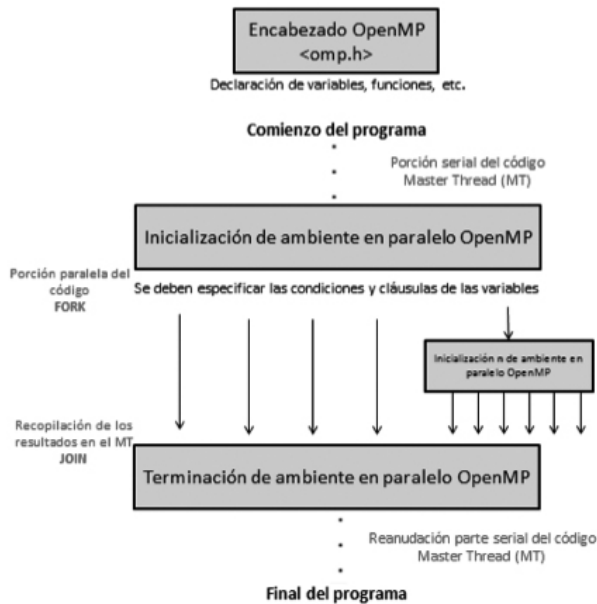 Encabezado OpenMP
<omp.h>
Declaración de variables, funciones, etc.
Comienzo del programa
Porción serial del código
Master Thread (MT)
Inicialización de ambiente en paralelo OpenMP
Porción paralela del
código
FORK
Se deben especificar las condiciones y cláusulas de las variables
Inicialización n de ambiente en
paralelo OpenMP
Recopilación de los
resultados en el MT
JOIN
Terminación de ambiente en paralelo OpenMP
Reanudación parte serial del código
Master Thread (MT)
Final del programa